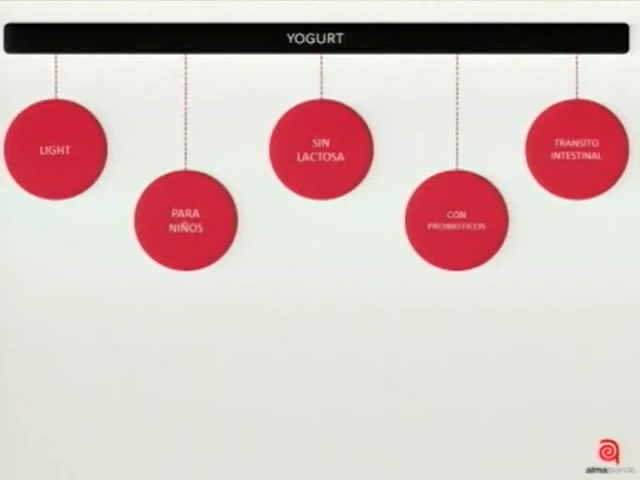 YOGURT
LIGHT
PARA
NIÑOS
SIN
LACTOSA
CON
PROBIOTICOS
TRANSITO
INTESTINAL
almabrands